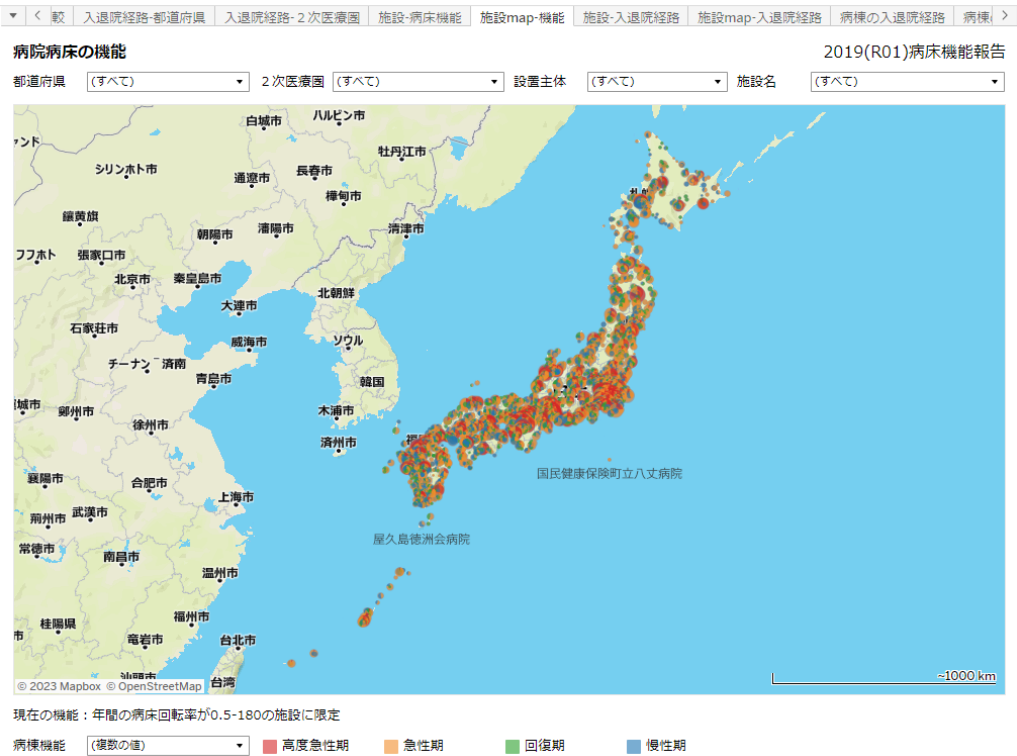 較 入退院経路-都道府県 入退院経路-２次医療圏 施設-病床機能 施設map-機能 施設-入退院経路 施設map-入退院経路 病棟の入退院経路 病棟
病院病床の機能 2019(R01)病床機能報告
都道府県 (すべて) ２次医療圏 (すべて) 設置主体 (すべて) 施設名 (すべて)
白城市 ハルビン市
牡丹江市
シリンホト市 通遼市 長春市
樺甸市
鑲黄旗
朝陽市 瀋陽市 清津市
フフホト 張家口市
北京市 秦皇島市
北朝鮮
大連市
石家荘市
威海市 ソウル
チーナン 済南
青島市 韓国
鄭州市 木浦市
徐州市
済州市
国民健康保険町立八丈病院
襄陽市 合肥市
上海市
荊州市 武漢市
屋久島徳洲会病院
常徳市
南昌市
温州市
福州市
桂陽県
竜岩市 台北市
汕頭市 台湾
© 2023 Mapbox © OpenStreetMap
~1000 km
現在の機能：年間の病床回転率が0.5-180の施設に限定
病棟機能 (複数の値) 高度急性期 急性期 回復期 慢性期